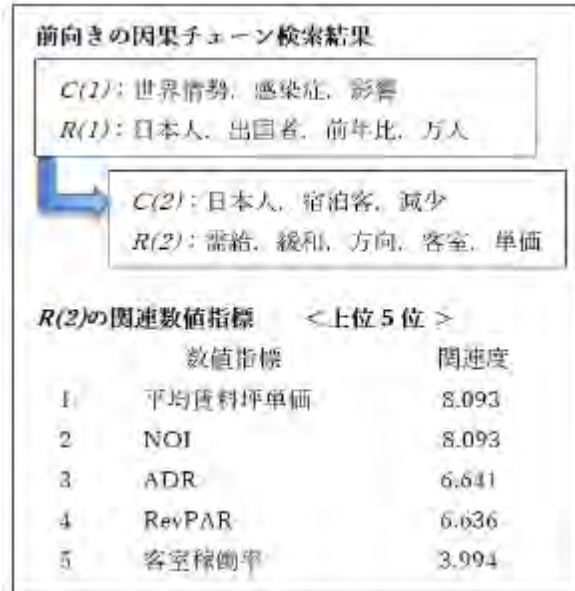 前向きの因果チェーン検索結果
C(1)：世界情勢，感染症，影響
R(1)：日本人，出国者，前年比，万人
C(2)：日本人，宿泊客，減少
R(2)：需給，緩和，方向，客室，単価
R(2)の関連数値指標 ＜上位 5 位 ＞
数値指標 関連度
1 平均賃料坪単価 8.093
2 NOI 8.093
3 ADR 6.641
4 RevPAR 6.636
5 客室稼働率 3.994